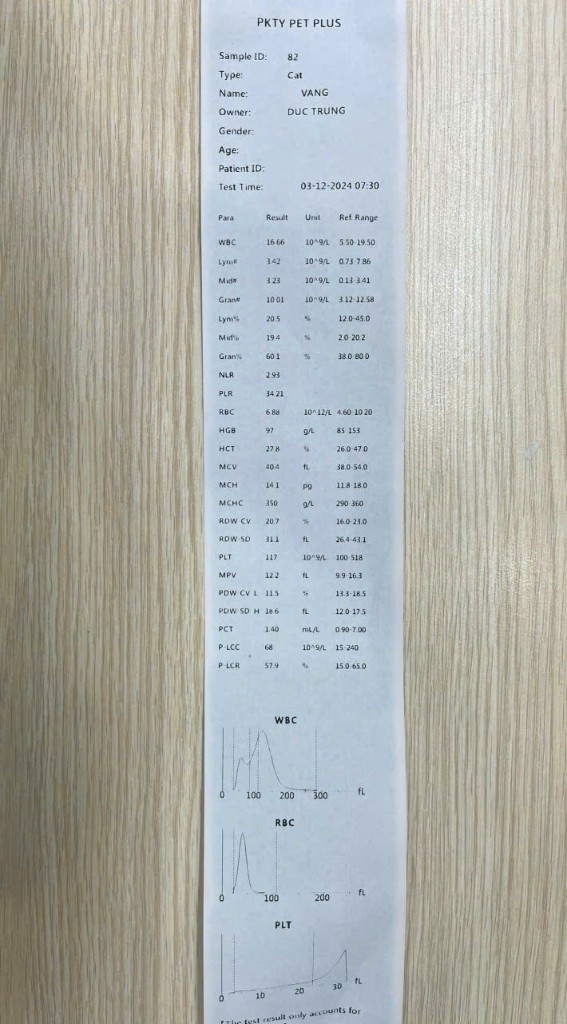 PKTY PET PLUS
Sample ID: 82
Type: Cat
Name: VANG
Owner: DUC TRUNG
Gender:
Age:
Patient ID:
Test Time: 03-12-2024 07:30
Para Result Unit Ref Range
WBC 16.66 10^9/L 5.50-19.50
Lym# 3.42 10^9/L 0.73-7.86
Mid# 3.23 10^9/L 0.13-3.41
Gran# 10.01 10^9/L 3.12-12.58
Lym% 20.5 % 12.0-45.0
Mid% 19.4 % 2.0-20.2
Gran% 60.1 % 38.0-80.0
NLR 2.93
PLR 34.21
RBC 6.88 10^12/L 4.60-10.20
HGB 97 g/L 85-153
HCT 27.8 % 26.0-47.0
MCV 40.4 fL 38.0-54.0
MCH 14.1 pg 11.8-18.0
MCHC 350 g/L 290-360
RDW-CV 20.7 % 16.0-23.0
RDW-SD 31.1 fL 26.4-43.1
PLT 117 10^9/L 100-518
MPV 12.2 fL 9.9-16.3
PDW-CV L 11.5 % 13.3-18.5
PDW-SD H 18.6 fL 12.0-17.5
PCT 1.40 mL/L 0.90-7.00
P-LCC 68 10^9/L 15-240
P-LCR 57.9 % 15.0-65.0
WBC
0 100 200 300 fL
RBC
0 100 200 fL
PLT
0 10 20 30 fL
*The test result only accounts for